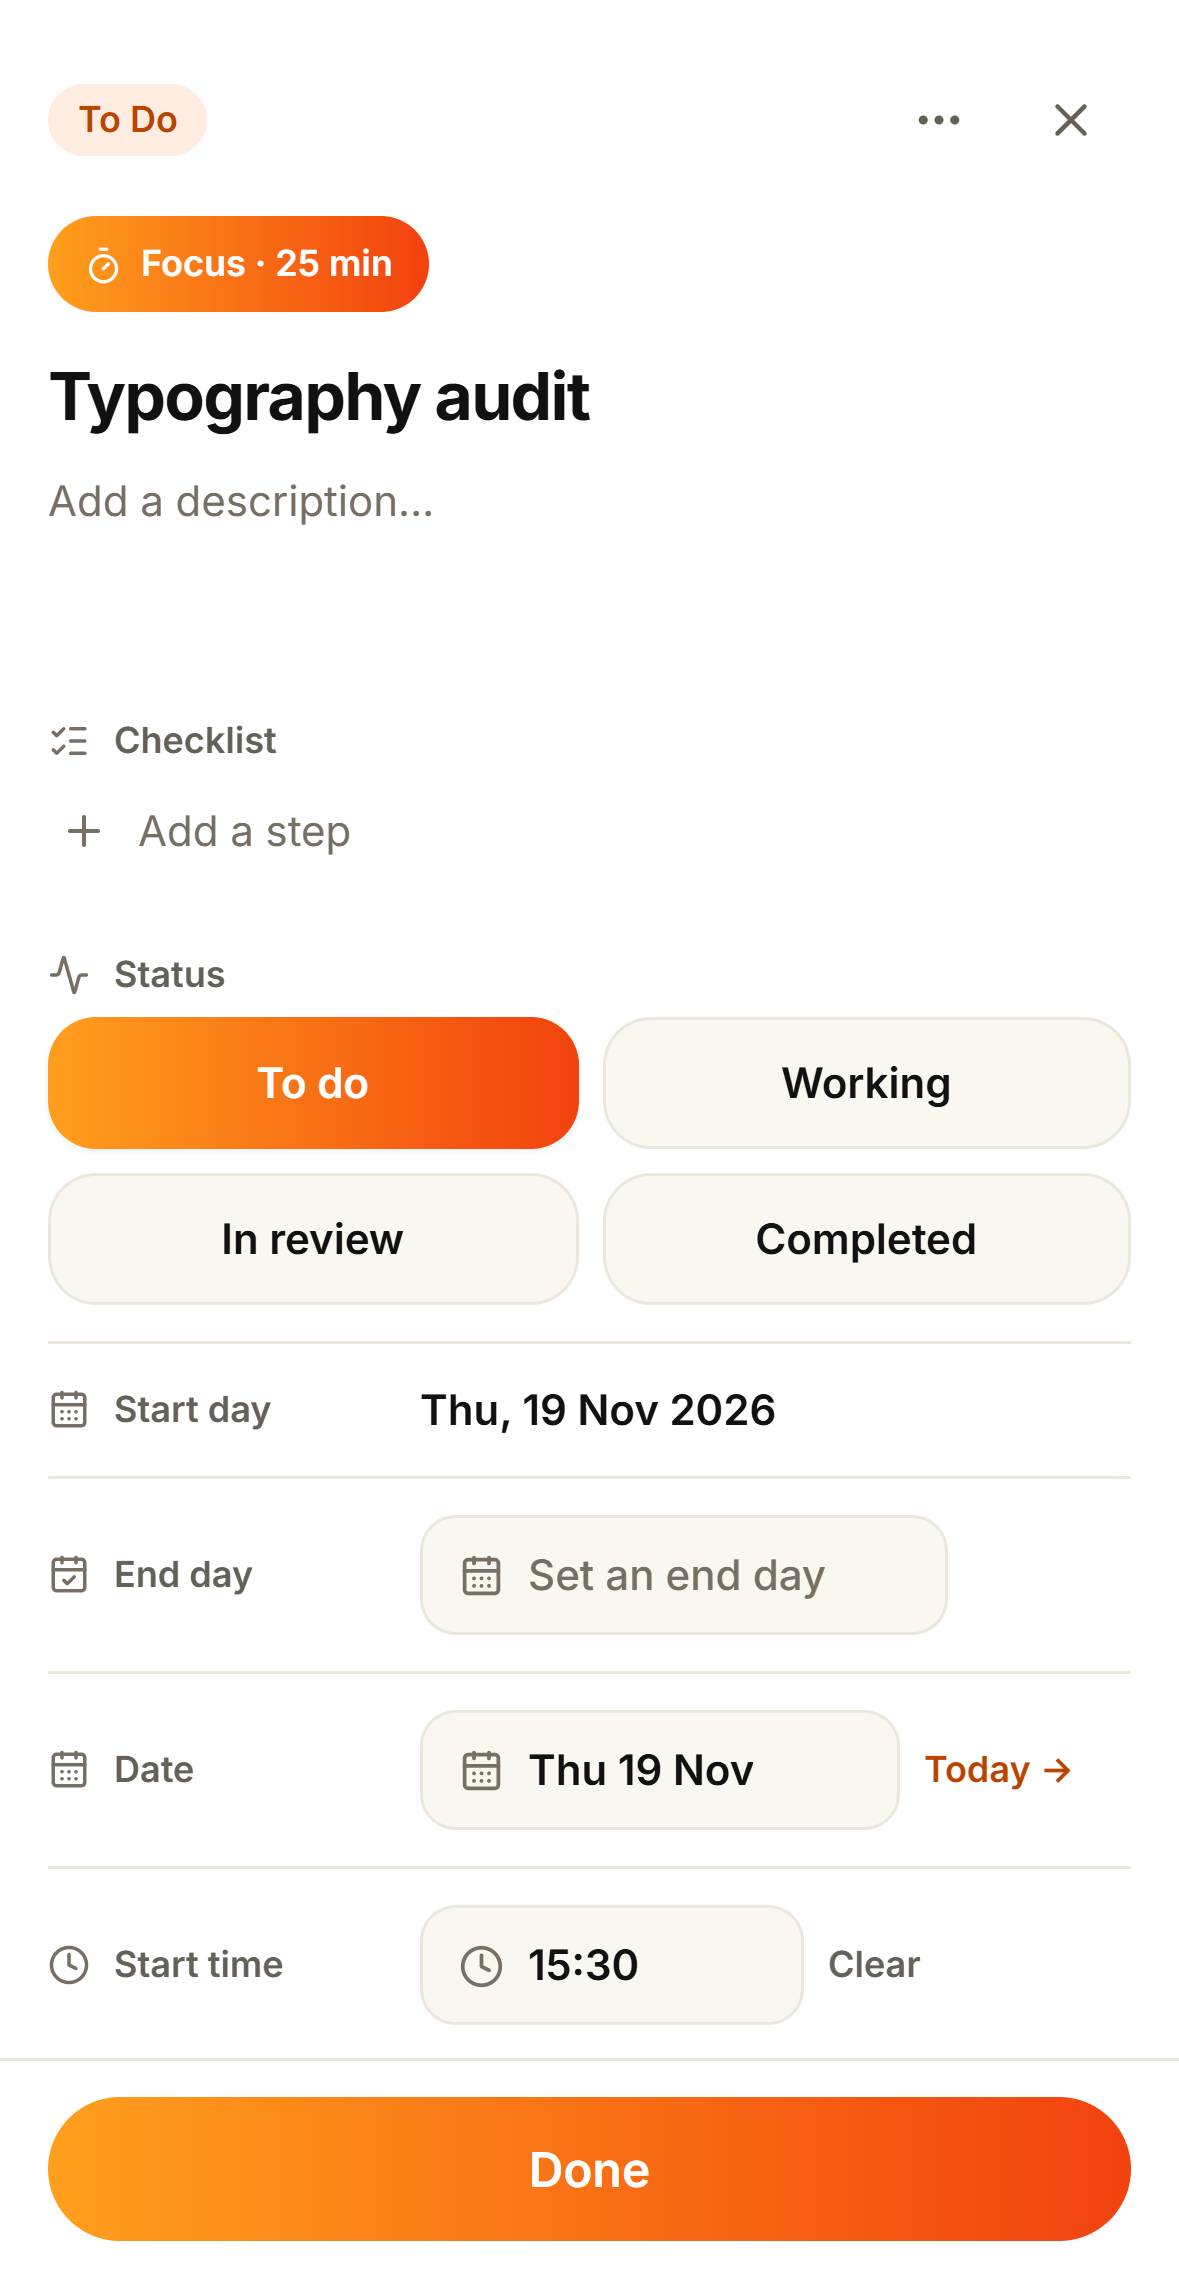 To Do
Focus · 25 min
Typography audit
Add a description...
Checklist
Add a step
Status
To do
Working
In review
Completed
Start day
Thu, 19 Nov 2026
End day
Set an end day
Date
Thu 19 Nov
Today →
Start time
15:30
Clear
Done